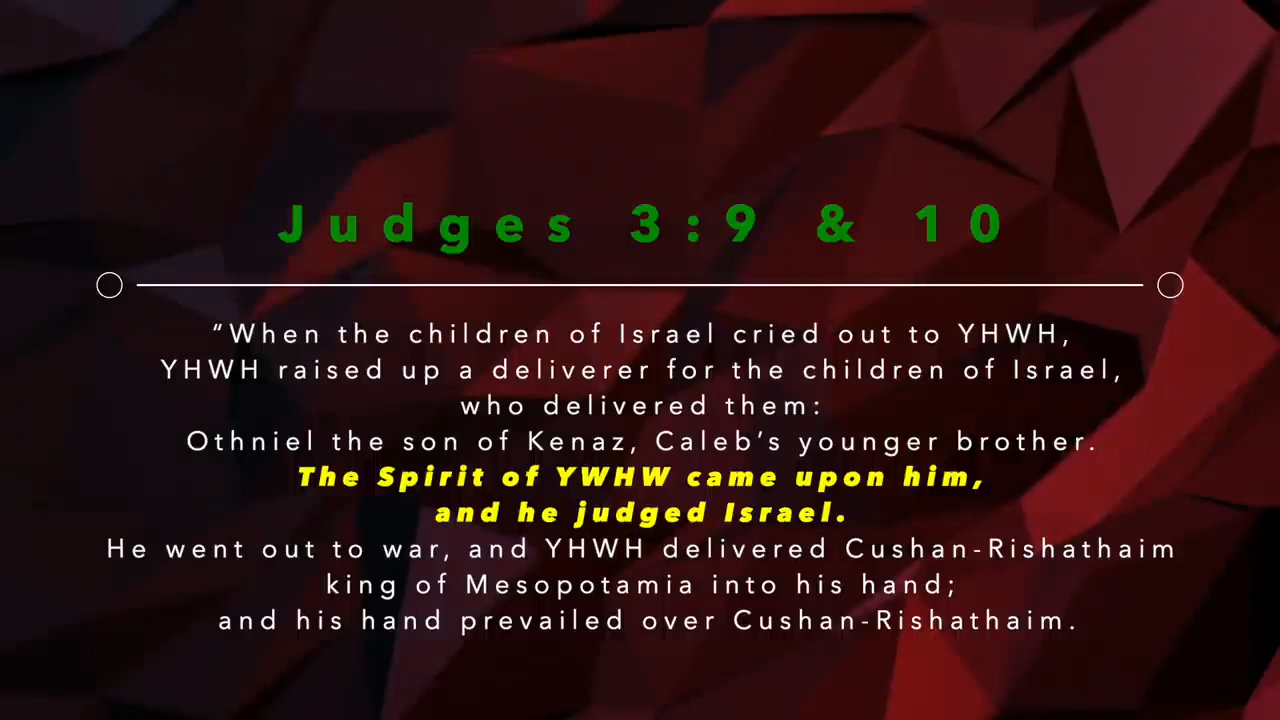 Judges 3:9 & 10
“When the children of Israel cried out to YHWH,
YHWH raised up a deliverer for the children of Israel,
who delivered them:
Othniel the son of Kenaz, Caleb’s younger brother.
The Spirit of YWHW came upon him,
and he judged Israel.
He went out to war, and YHWH delivered Cushan-Rishathaim
king of Mesopotamia into his hand;
and his hand prevailed over Cushan-Rishathaim.